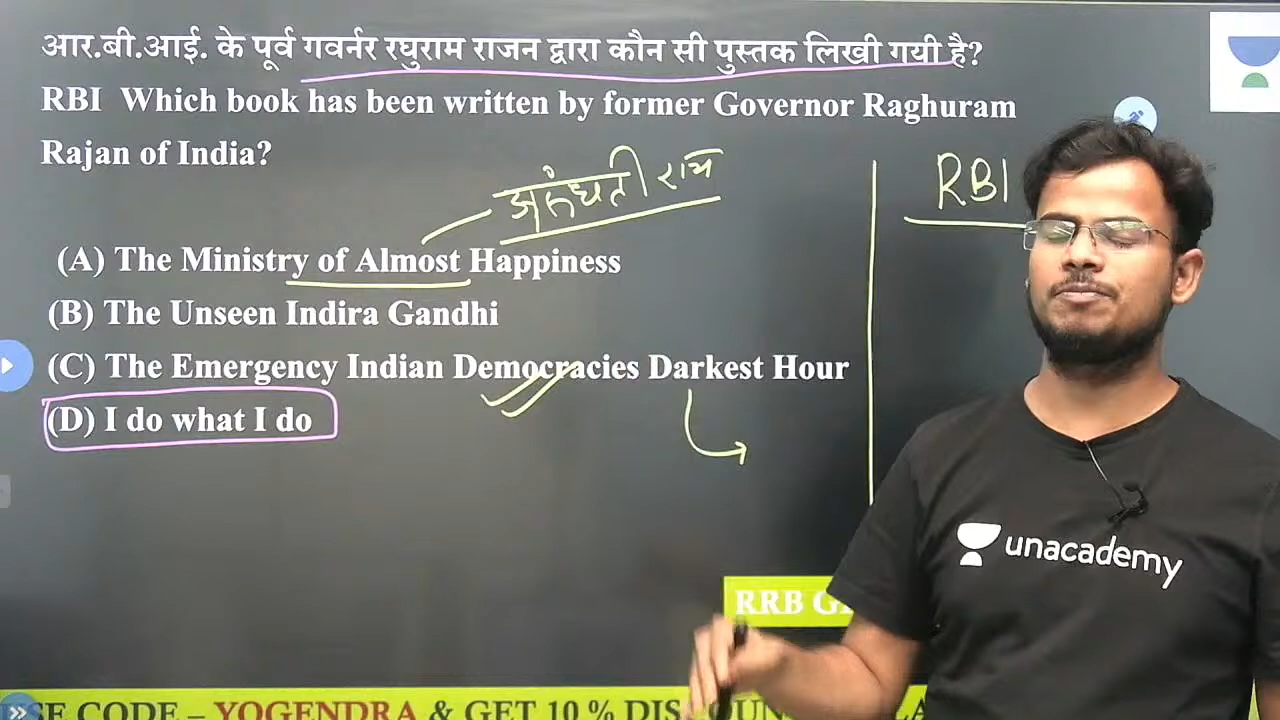 आर.बी.आई. के पूर्व गवर्नर रघुराम राजन द्वारा कौन सी पुस्तक लिखी गयी है?
RBI Which book has been written by former Governor Raghuram
Rajan of India?
अरुंधती राय
RBI
(A) The Ministry of Almost Happiness
(B) The Unseen Indira Gandhi
(C) The Emergency Indian Democracies Darkest Hour
(D) I do what I do
unacademy
RRB
CODE – YOGENDRA & GET 10 %